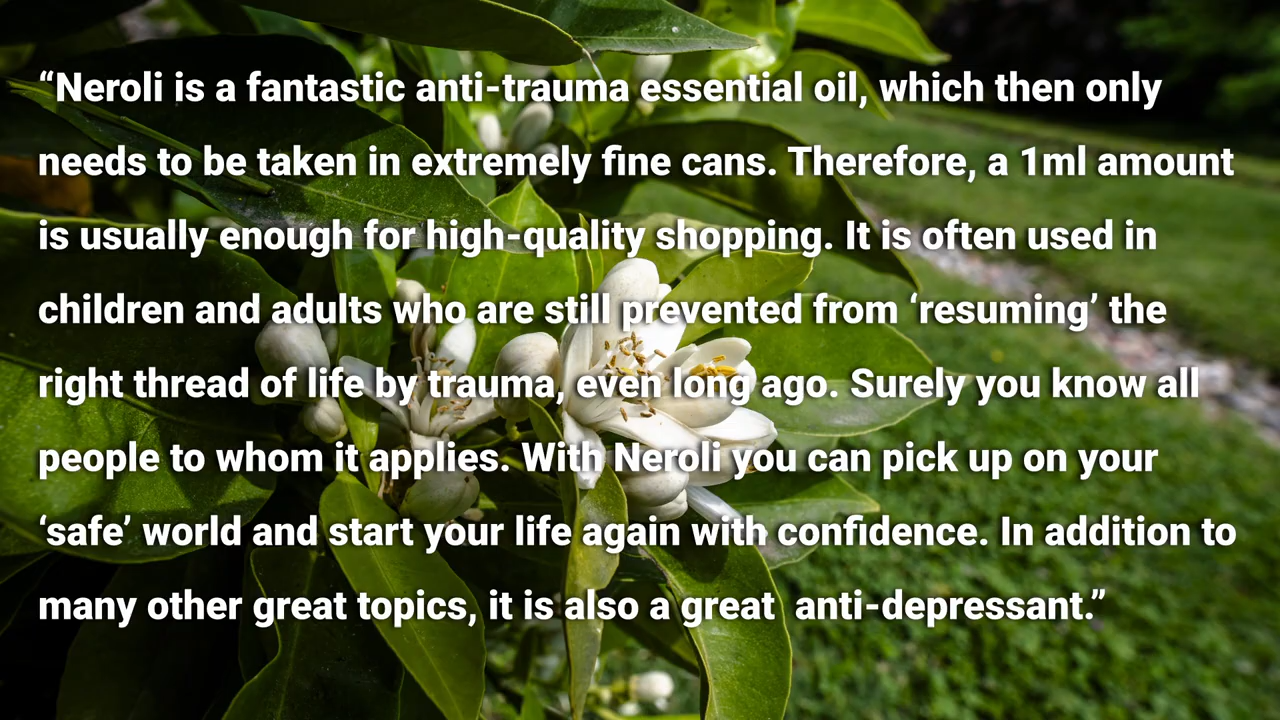 “Neroli is a fantastic anti-trauma essential oil, which then only
needs to be taken in extremely fine cans. Therefore, a 1ml amount
is usually enough for high-quality shopping. It is often used in
children and adults who are still prevented from ‘resuming’ the
right thread of life by trauma, even long ago. Surely you know all
people to whom it applies. With Neroli you can pick up on your
‘safe’ world and start your life again with confidence. In addition to
many other great topics, it is also a great  anti-depressant.”